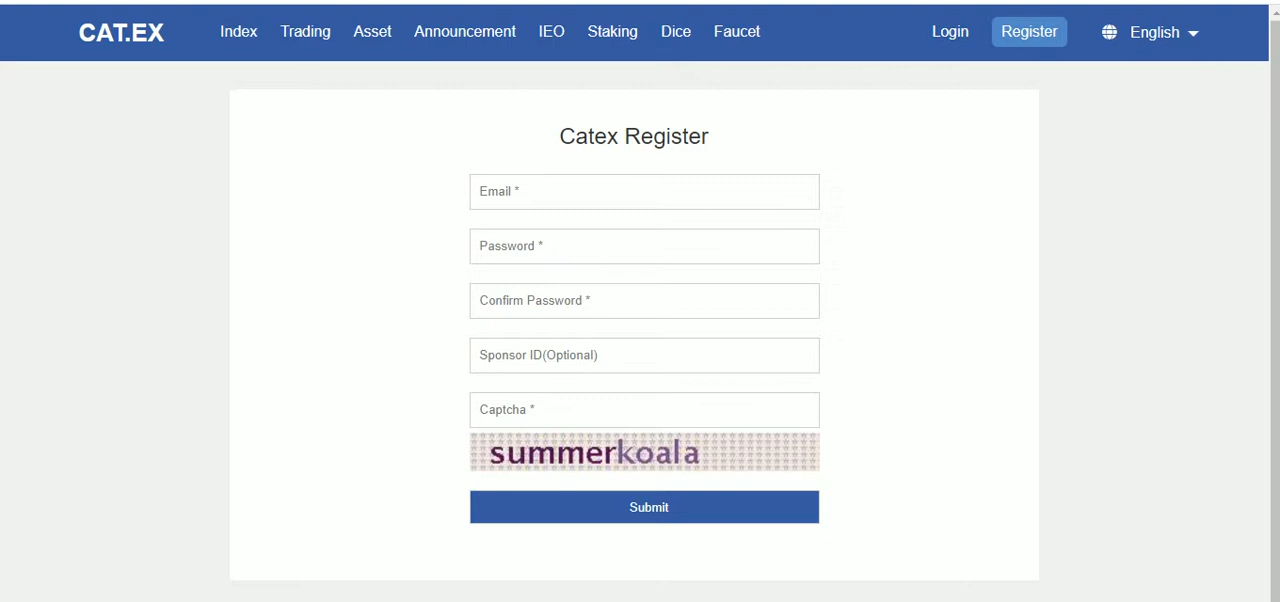 CAT.EX Index Trading Asset Announcement IEO Staking Dice Faucet Login Register English
Catex Register
Email *
Password *
Confirm Password *
Sponsor ID(Optional)
Captcha *
summerkoala
Submit